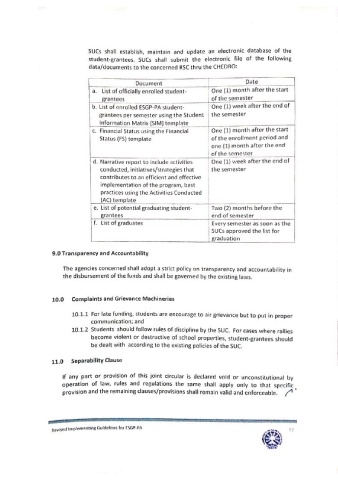 SUCs shall establish, maintain and update an electronic database of the
student-grantees. SUCs shall submit the electronic file of the following
data/documents to the concerned RSC thru the CHEDRO:
Document Date
a. List of officially enrolled student-
grantees
One (1) month after the start
of the semester
b. List of enrolled ESGP-PA student-
grantees per semester using the Student
Information Matrix (SIM) template
One (1) week after the end of
the semester
c. Financial Status using the Financial
Status (FS) template
One (1) month after the start
of the enrollment period and
one (1) month after the end
of the semester
d. Narrative report to include activities
conducted, initiatives/strategies that
contributes to an efficient and effective
implementation of the program, best
practices using the Activities Conducted
(AC) template
One (1) week after the end of
the semester
e. List of potential graduating student-
grantees
Two (2) months before the
end of semester
f. List of graduates
Every semester as soon as the
SUCs approved the list for
graduation
9.0 Transparency and Accountability
The agencies concerned shall adopt a strict policy on transparency and accountability in
the disbursement of the funds and shall be governed by the existing laws.
10.0 Complaints and Grievance Machineries
10.1.1 For late funding, students are encourage to air grievance but to put in proper
communication; and
10.1.2 Students should follow rules of discipline by the SUC. For cases where rallies
become violent or destructive of school properties, student-grantees should
be dealt with according to the existing policies of the SUC.
11.0 Separability Clause
If any part or provision of this joint circular is declared void or unconstitutional by
operation of law, rules and regulations the same shall apply only to that specific
provision and the remaining clauses/provisions shall remain valid and enforceable.
Revised Implementing Guidelines for ESGP-PA